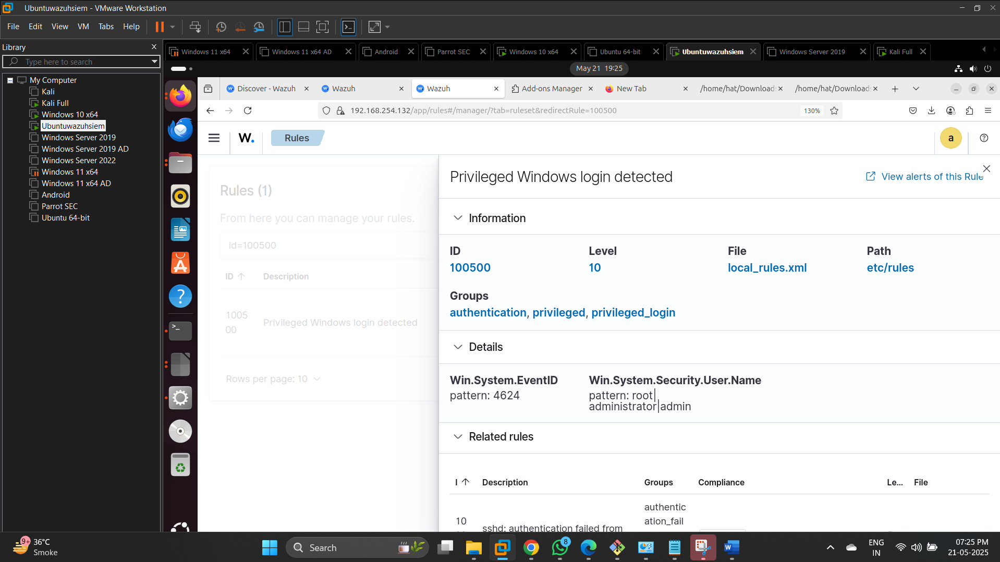 Ubuntuwazuhsiem - VMware Workstation
File Edit View VM Tabs Help
Library
Type here to search
My Computer
Kali
Kali Full
Windows 10 x64
Ubuntuwazuhsiem
Windows Server 2019
Windows Server 2019 AD
Windows Server 2022
Windows 11 x64
Windows 11 x64 AD
Android
Parrot SEC
Ubuntu 64-bit
Windows 11 x64 Windows 11 x64 AD Android Parrot SEC Windows 10 x64 Ubuntu 64-bit Ubuntuwazuhsiem Windows Server 2019 Kali Full
May 21 19:25
Discover - Wazuh Wazuh Wazuh Add-ons Manager New Tab /home/hat/Download /home/hat/Download
192.168.254.132/app/rules#/manager/?tab=ruleset&redirectRule=100500 130%
W. Rules a
Rules (1)
From here you can manage your rules.
id=100500
ID Description
1005
00
Privileged Windows login detected
Rows per page: 10
Privileged Windows login detected
View alerts of this Rule
Information
ID Level File Path
100500 10 local_rules.xml etc/rules
Groups
authentication, privileged, privileged_login
Details
Win.System.EventID Win.System.Security.User.Name
pattern: 4624 pattern: root|
administrator|admin
Related rules
I Description Groups Compliance Le... File
authentic
ation_fail
10
sshd: authentication failed from
9+ 36°C
Smoke
Search
8
ENG
IN
07:25 PM
21-05-2025